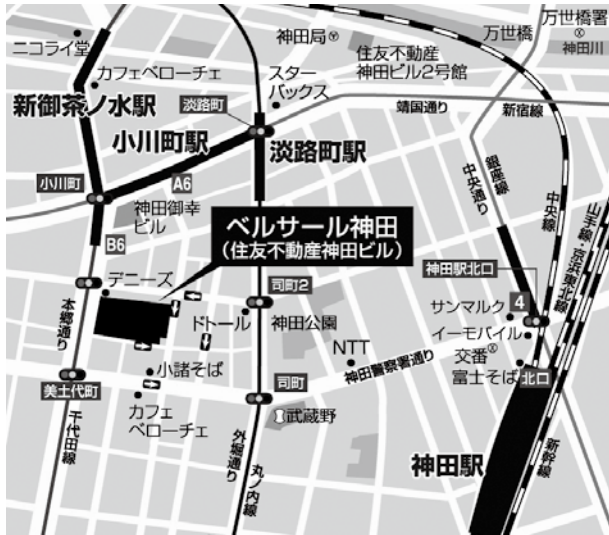 万世橋署
神田川
万世橋
神田局
ニコライ堂
住友不動産
神田ビル2号館
カフェベローチェ
スター
バックス
新御茶ノ水駅
淡路町
靖国通り
新宿線
小川町駅
淡路町駅
小川町
A6
神田御幸
ビル
B6
銀座線
中央通り
中央線
山手線・京浜東北線
ベルサール神田
(住友不動産神田ビル)
神田駅北口
デニーズ
司町2
4
サンマルク
本郷通り
ドトール
神田公園
イーモバイル
NTT
交番
神田警察署通り
富士そば
北口
小諸そば
美土代町
司町
カフェ
ベローチェ
武蔵野
千代田線
外堀通り
丸ノ内線
神田駅
新幹線